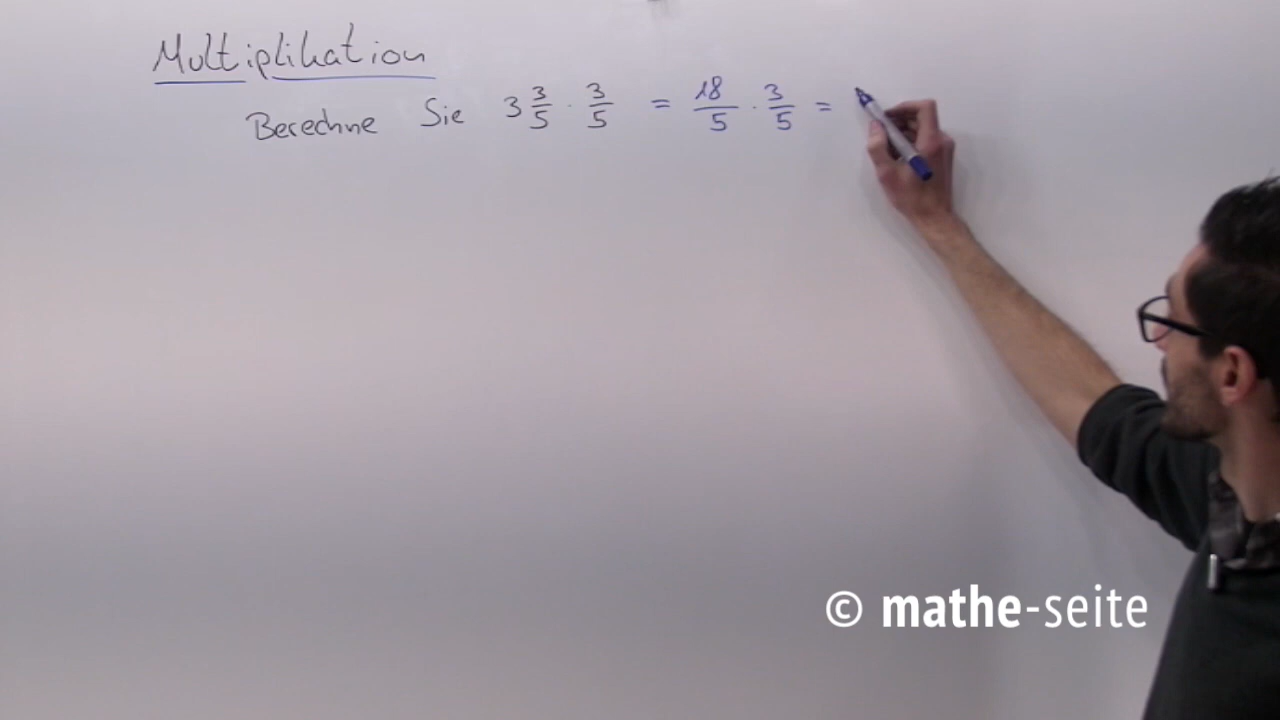 Multiplikation
Berechne Sie 3 3/5 · 3/5 = 18/5 · 3/5 =
© mathe-seite